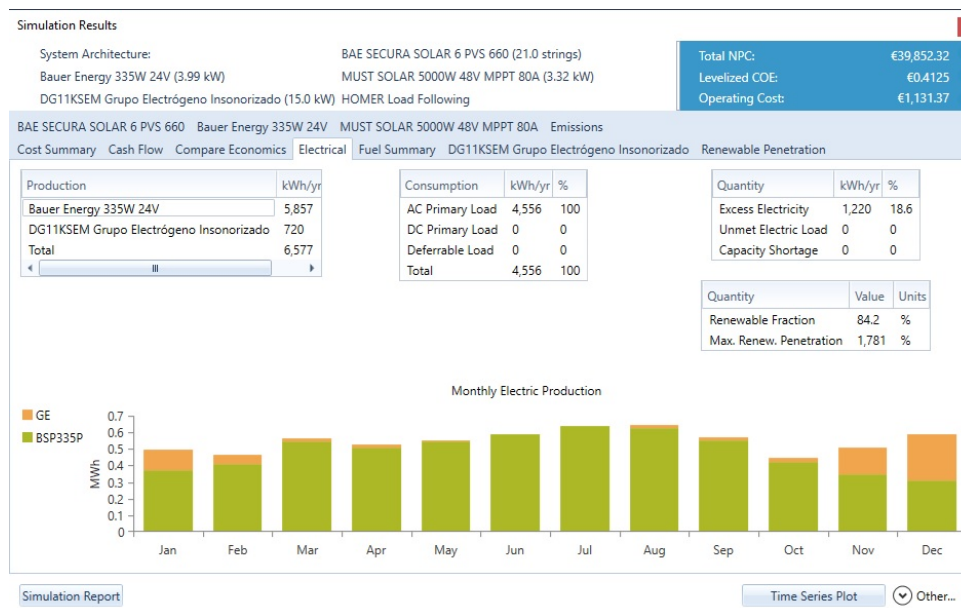 Simulation Results
System Architecture: BAE SECURA SOLAR 6 PVS 660 (21.0 strings)
Bauer Energy 335W 24V (3.99 kW) MUST SOLAR 5000W 48V MPPT 80A (3.32 kW)
DG11KSEM Grupo Electrógeno Insonorizado (15.0 kW) HOMER Load Following
Total NPC: €39,852.32
Levelized COE: €0.4125
Operating Cost: €1,131.37
BAE SECURA SOLAR 6 PVS 660 Bauer Energy 335W 24V MUST SOLAR 5000W 48V MPPT 80A Emissions
Cost Summary Cash Flow Compare Economics Electrical Fuel Summary DG11KSEM Grupo Electrógeno Insonorizado Renewable Penetration
Production kWh/yr
Bauer Energy 335W 24V 5,857
DG11KSEM Grupo Electrógeno Insonorizado 720
Total 6,577
Consumption kWh/yr %
AC Primary Load 4,556 100
DC Primary Load 0 0
Deferrable Load 0 0
Total 4,556 100
Quantity kWh/yr %
Excess Electricity 1,220 18.6
Unmet Electric Load 0 0
Capacity Shortage 0 0
Quantity Value Units
Renewable Fraction 84.2 %
Max. Renew. Penetration 1,781 %
Monthly Electric Production
GE
BSP335P
MWh
0.7
0.6
0.5
0.4
0.3
0.2
0.1
0
Jan Feb Mar Apr May Jun Jul Aug Sep Oct Nov Dec
Simulation Report Time Series Plot Other...